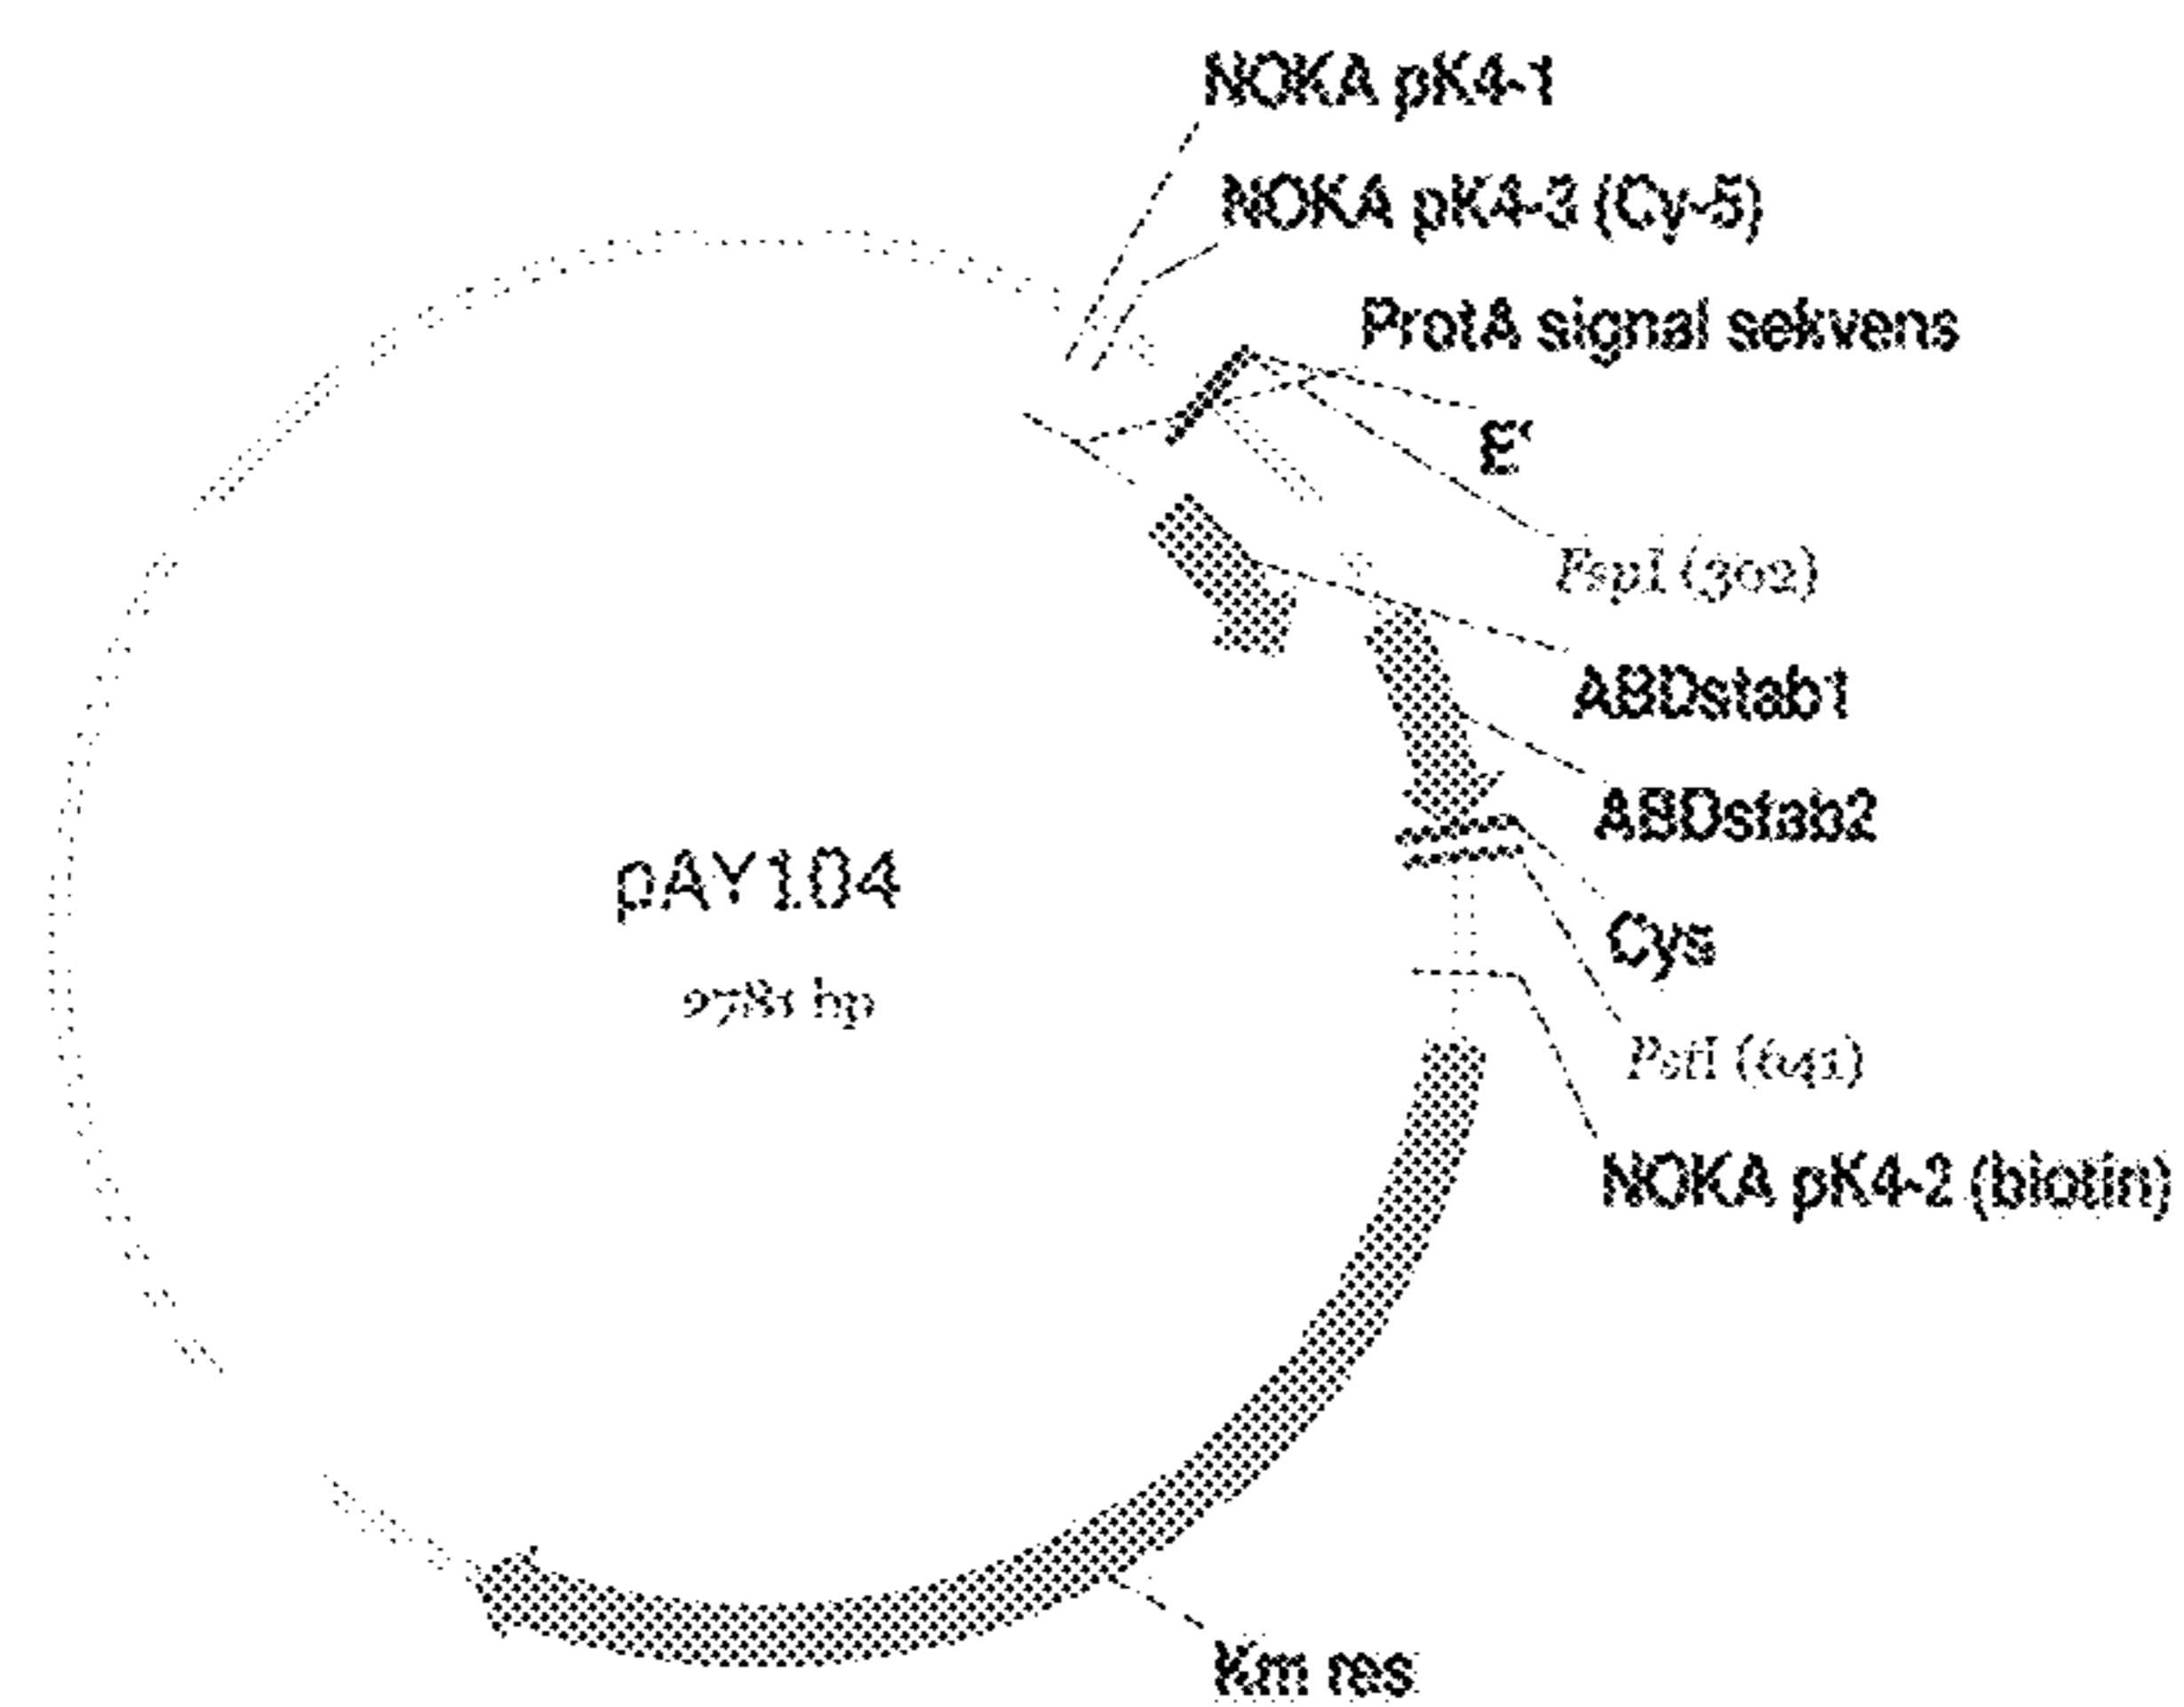 NOKA pK4-1
NOKA pK4-3 (Cy-5)
ProtA signal sekvens
E'
(302)
ABDstab1
ABDstab2
pAY104
Cys
bp
PstI (641)
NOKA pK4-2 (biotin)
Km res